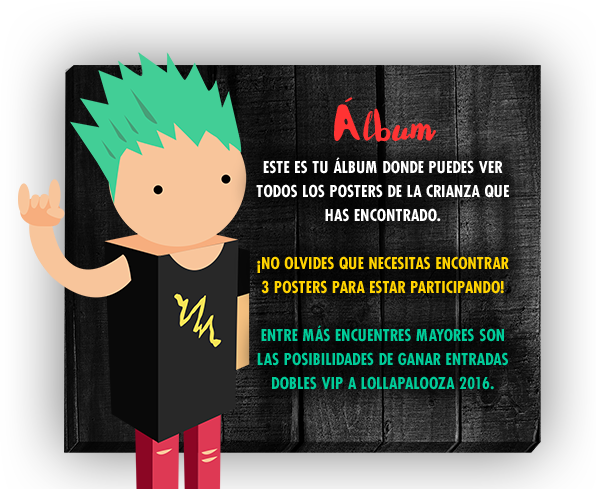 Álbum
ESTE ES TU ÁLBUM DONDE PUEDES VER
TODOS LOS POSTERS DE LA CRIANZA QUE
HAS ENCONTRADO.
¡NO OLVIDES QUE NECESITAS ENCONTRAR
3 POSTERS PARA ESTAR PARTICIPANDO!
ENTRE MÁS ENCUENTRES MAYORES SON
LAS POSIBILIDADES DE GANAR ENTRADAS
DOBLES VIP A LOLLAPALOOZA 2016.